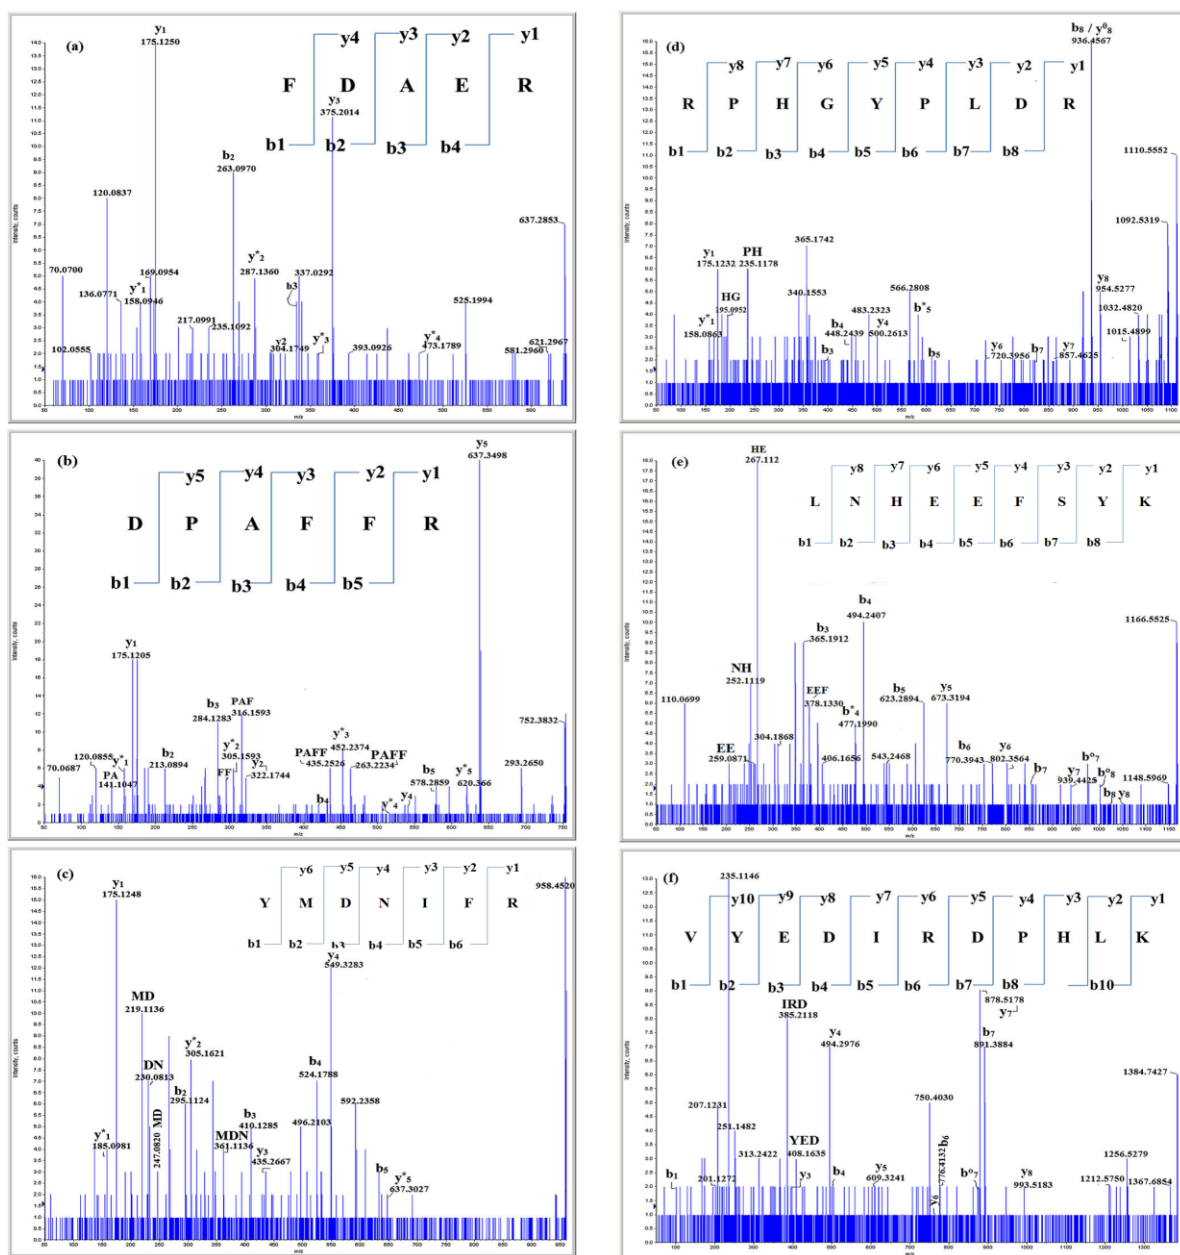 (a)
y1
175.1250
y4 y3 y2 y1
F D A E R
b1 b2 b3 b4
y3
375.2014
b2
263.0970
120.0837
637.2853
70.0700
169.0954
y*1
136.0771
158.0946
y*2
287.1360
337.0292
b3
525.1994
217.0991
235.1092
y2
304.1749
y*3
393.0926
y*4
473.1789
621.2967
581.2960
102.0555
Intensity, counts
m/z
(d)
b8 / y08
936.4567
y8 y7 y6 y5 y4 y3 y2 y1
R P H G Y P L D R
b1 b2 b3 b4 b5 b6 b7 b8
1110.5552
1092.5319
y1
175.1232
PH
235.1178
365.1742
340.1553
566.2808
y8
954.5277
HG
195.0952
y*1
158.0863
483.2323
b*5
b4
448.2439
y4
500.2613
1032.4820
1015.4899
b3
b5
y6
720.3956
b7
y7
857.4625
Intensity, counts
m/z
(b)
y5
637.3498
y5 y4 y3 y2 y1
D P A F F R
b1 b2 b3 b4 b5
y1
175.1205
b3
284.1283
PAF
316.1593
752.3832
y*3
452.2374
120.0855
y*1
70.0687
PA
141.1047
b2
213.0894
y*2
305.1593
FF
y2
322.1744
PAFF
435.2526
PAFF
263.2234
293.2650
b5
578.2859
y*5
620.366
b4
y*4
y4
Intensity, counts
m/z
(e)
HE
267.112
y8 y7 y6 y5 y4 y3 y2 y1
L N H E E F S Y K
b1 b2 b3 b4 b5 b6 b7 b8
b4
494.2407
1166.5525
b3
365.1912
NH
252.1119
110.0699
EEF
378.1330
b5
623.2894
y5
673.3194
b*4
477.1990
304.1868
EE
259.0871
406.1656
543.2468
b6
770.3943
y6
802.3564
b7
y7
939.4425
bo7
bo8
1148.5969
b8
y8
Intensity, counts
m/z
(c)
y1
175.1248
y6 y5 y4 y3 y2 y1
Y M D N I F R
b1 b2 b3 b4 b5 b6
958.4520
y4
549.3283
MD
219.1136
y*2
305.1621
DN
230.0813
b4
524.1788
b2
295.1124
592.2358
247.0820 MD
b3
410.1285
496.2103
y*1
185.0981
MDN
361.1136
y3
435.2667
b5
y*5
637.3027
Intensity, counts
m/z
(f)
235.1146
y10 y9 y8 y7 y6 y5 y4 y3 y2 y1
V Y E D I R D P H L K
b1 b2 b3 b4 b5 b6 b7 b8 b10
IRD
385.2118
878.5178
y7
b7
891.3884
y4
494.2976
1384.7427
207.1231
251.1482
750.4030
313.2422
YED
408.1635
776.4132 b6
1256.5279
b1
201.1272
y3
b4
y5
609.3241
y6
bo7
y8
993.5183
1212.5750
1367.6854
Intensity, counts
m/z